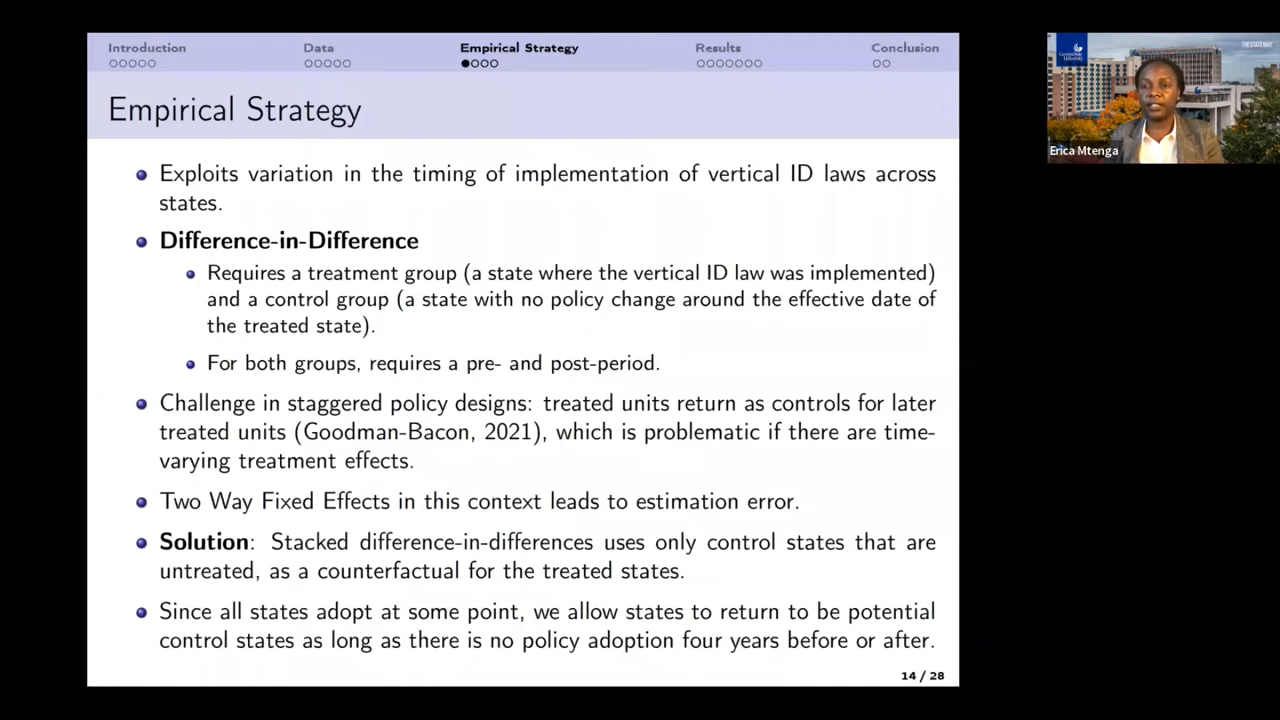 Introduction Data Empirical Strategy Results Conclusion
Empirical Strategy
Exploits variation in the timing of implementation of vertical ID laws across
states.
Difference-in-Difference
Requires a treatment group (a state where the vertical ID law was implemented)
and a control group (a state with no policy change around the effective date of
the treated state).
For both groups, requires a pre- and post-period.
Challenge in staggered policy designs: treated units return as controls for later
treated units (Goodman-Bacon, 2021), which is problematic if there are time-
varying treatment effects.
Two Way Fixed Effects in this context leads to estimation error.
Solution: Stacked difference-in-differences uses only control states that are
untreated, as a counterfactual for the treated states.
Since all states adopt at some point, we allow states to return to be potential
control states as long as there is no policy adoption four years before or after.
14 / 28
THE STATE WAY
Georgia State
University
Erica Mtenga